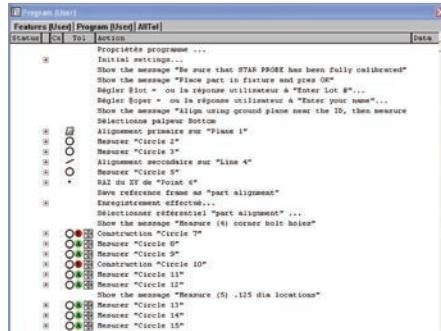 Program [User]
Features [User] Program [User] AllTol
Status Cx Tol Action Data
Propriétés programme ...
Initial settings...
Show the message "Be sure that STAR PROBE has been fully calibrated"
Show the message "Place part in fixture and pres OK"
Régler @lot = ou la réponse utilisateur à "Enter Lot #"...
Régler @oper = ou la réponse utilisateur à "Enter your name"...
Show the message "Align using ground plane near the ID, then measure
Sélectionne palpeur Bottom
Alignement primaire sur "Plane 1"
Mesurer "Circle 2"
Mesurer "Circle 3"
Alignement secondaire sur "Line 4"
Mesurer "Circle 5"
RAZ du XY de "Point 6"
Save reference frame as "part alignment"
Enregistrement effectué...
Sélectionner référentiel "part alignment"...
Show the message "Measure (4) corner bolt holes"
Construction "Circle 7"
Mesurer "Circle 8"
Mesurer "Circle 9"
Construction "Circle 10"
Mesurer "Circle 11"
Mesurer "Circle 12"
Show the message "Measure (5) .125 dia locations"
Mesurer "Circle 13"
Mesurer "Circle 14"
Mesurer "Circle 15"